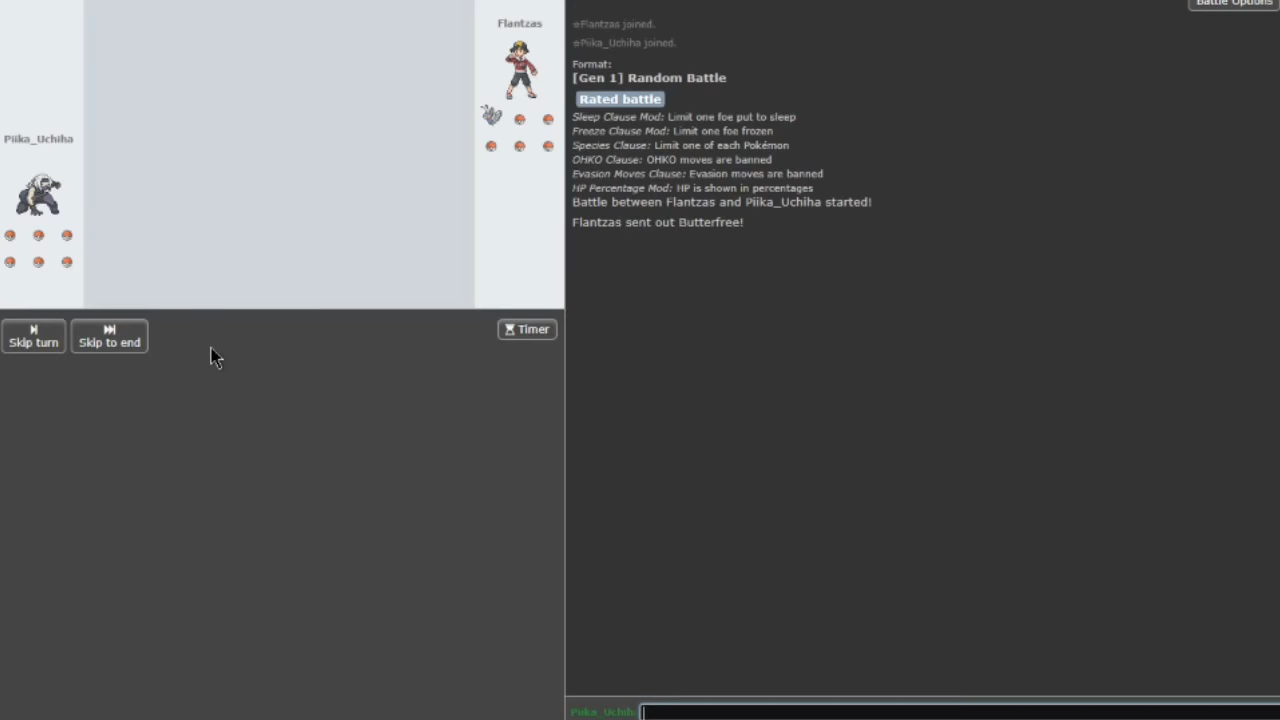 Battle Options
Flantzas
Piika_Uchiha
Skip turn
Skip to end
Timer
☆Flantzas joined.
☆Piika_Uchiha joined.
Format:
[Gen 1] Random Battle
Rated battle
Sleep Clause Mod: Limit one foe put to sleep
Freeze Clause Mod: Limit one foe frozen
Species Clause: Limit one of each Pokémon
OHKO Clause: OHKO moves are banned
Evasion Moves Clause: Evasion moves are banned
HP Percentage Mod: HP is shown in percentages
Battle between Flantzas and Piika_Uchiha started!
Flantzas sent out Butterfree!
Piika_Uchiha